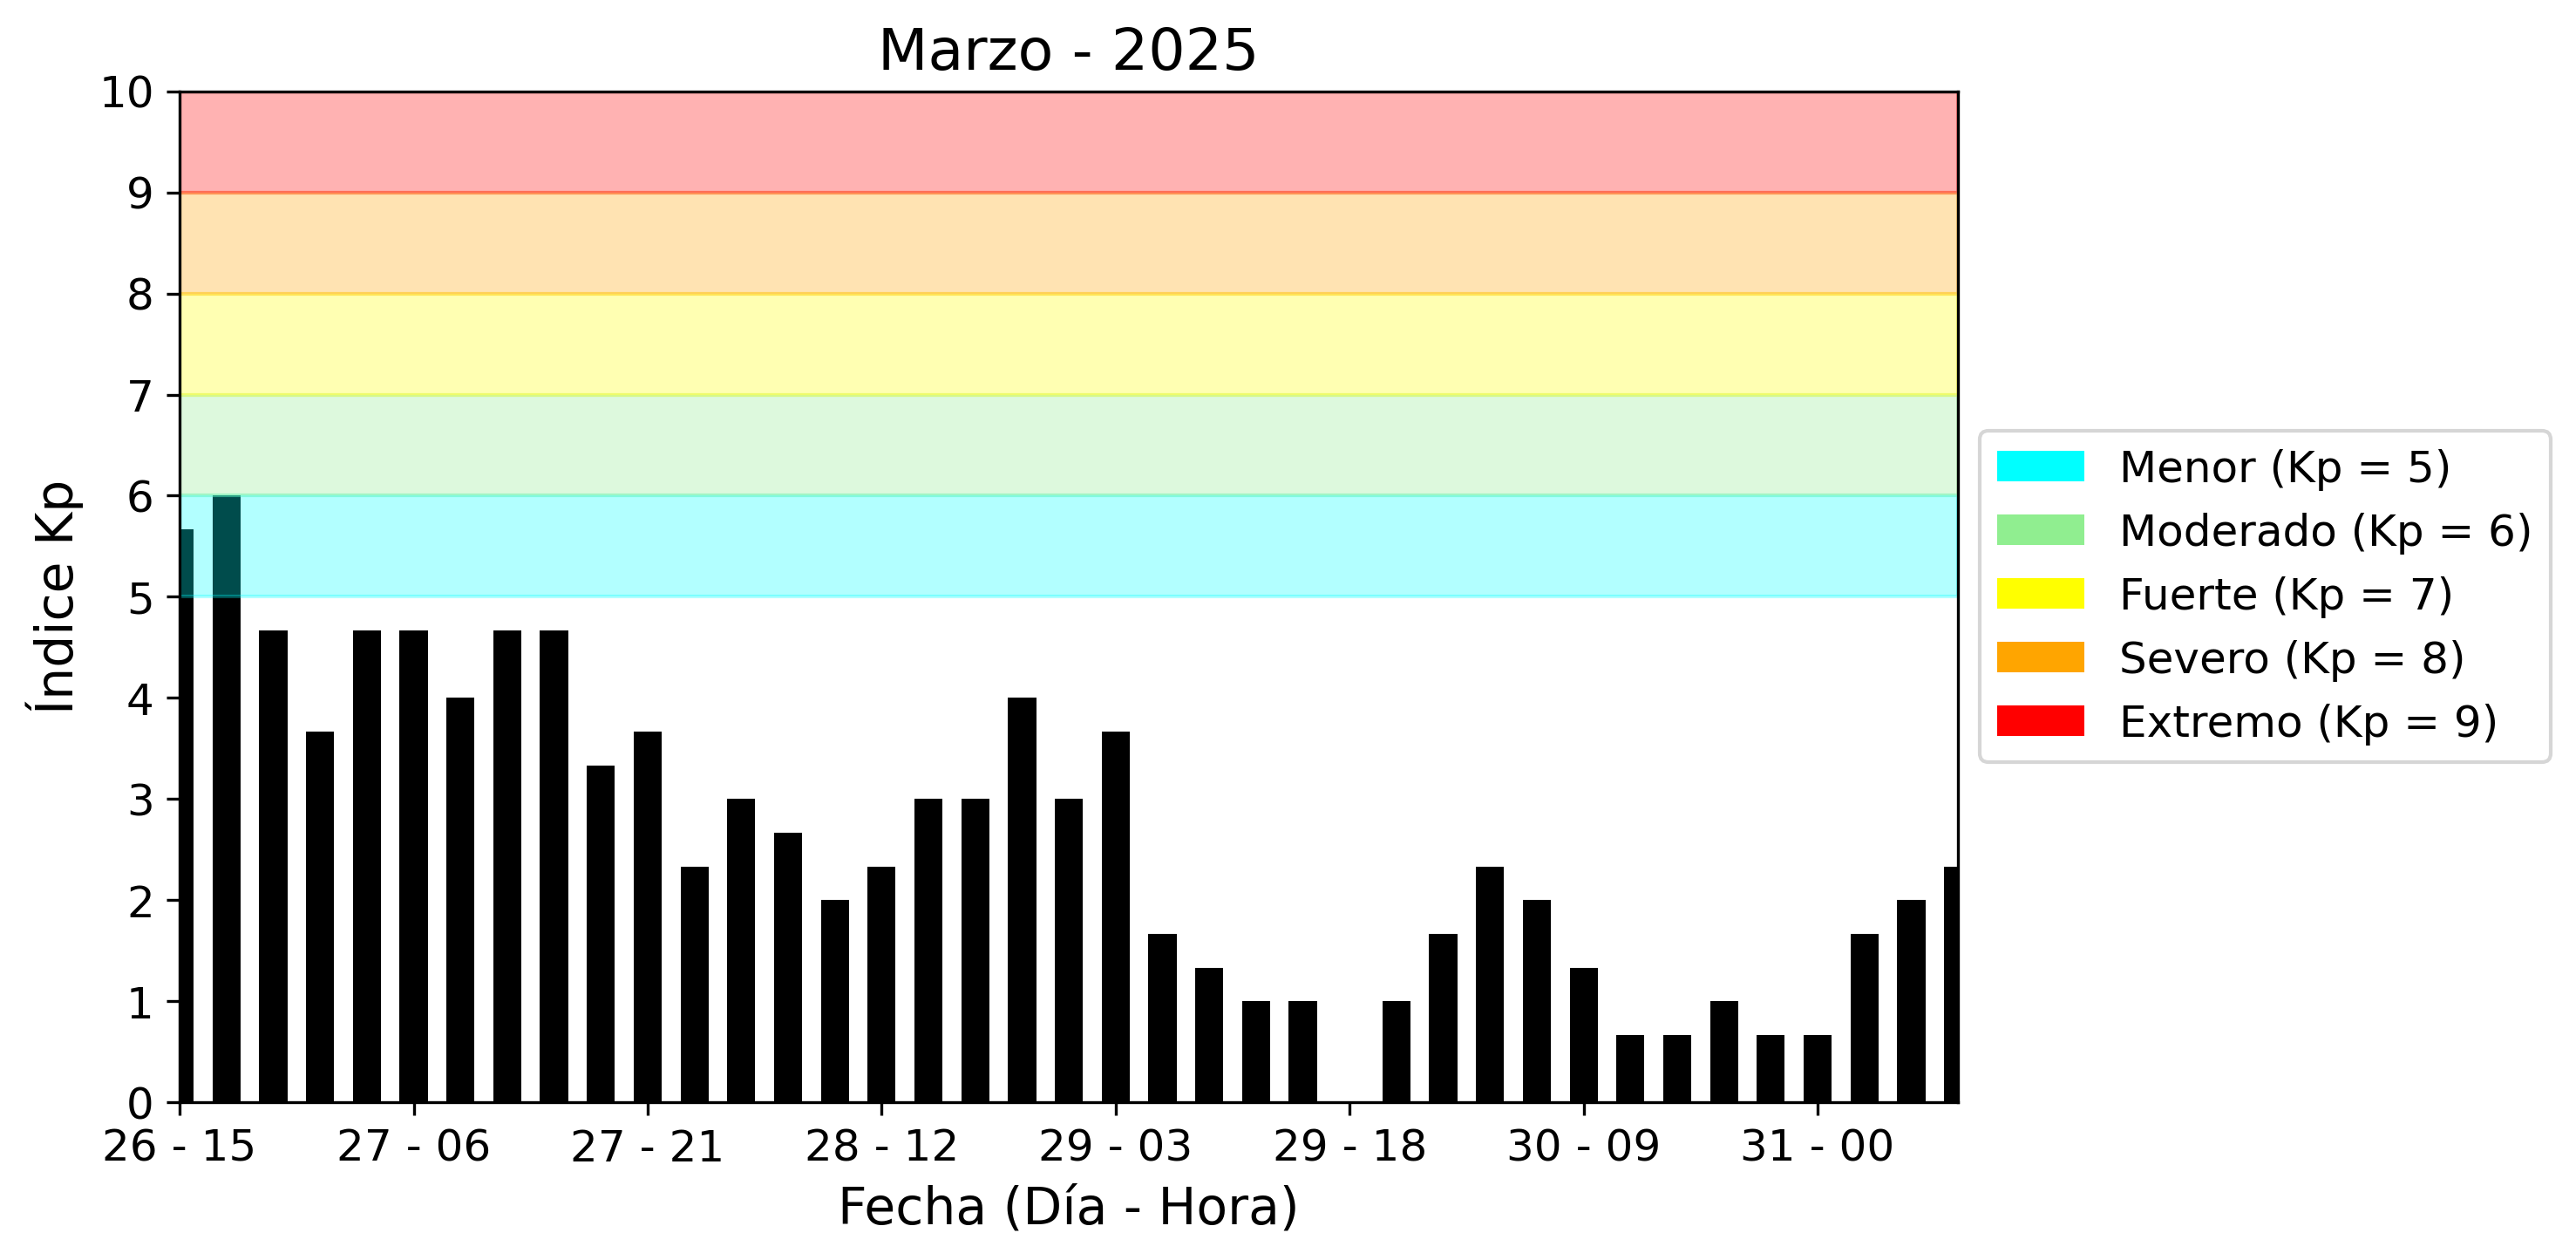 Marzo - 2025
10
9
8
7
6
5
4
3
2
1
0
Índice Kp
26 - 15
27 - 06
27 - 21
28 - 12
29 - 03
29 - 18
30 - 09
31 - 00
Fecha (Día - Hora)
Menor (Kp = 5)
Moderado (Kp = 6)
Fuerte (Kp = 7)
Severo (Kp = 8)
Extremo (Kp = 9)